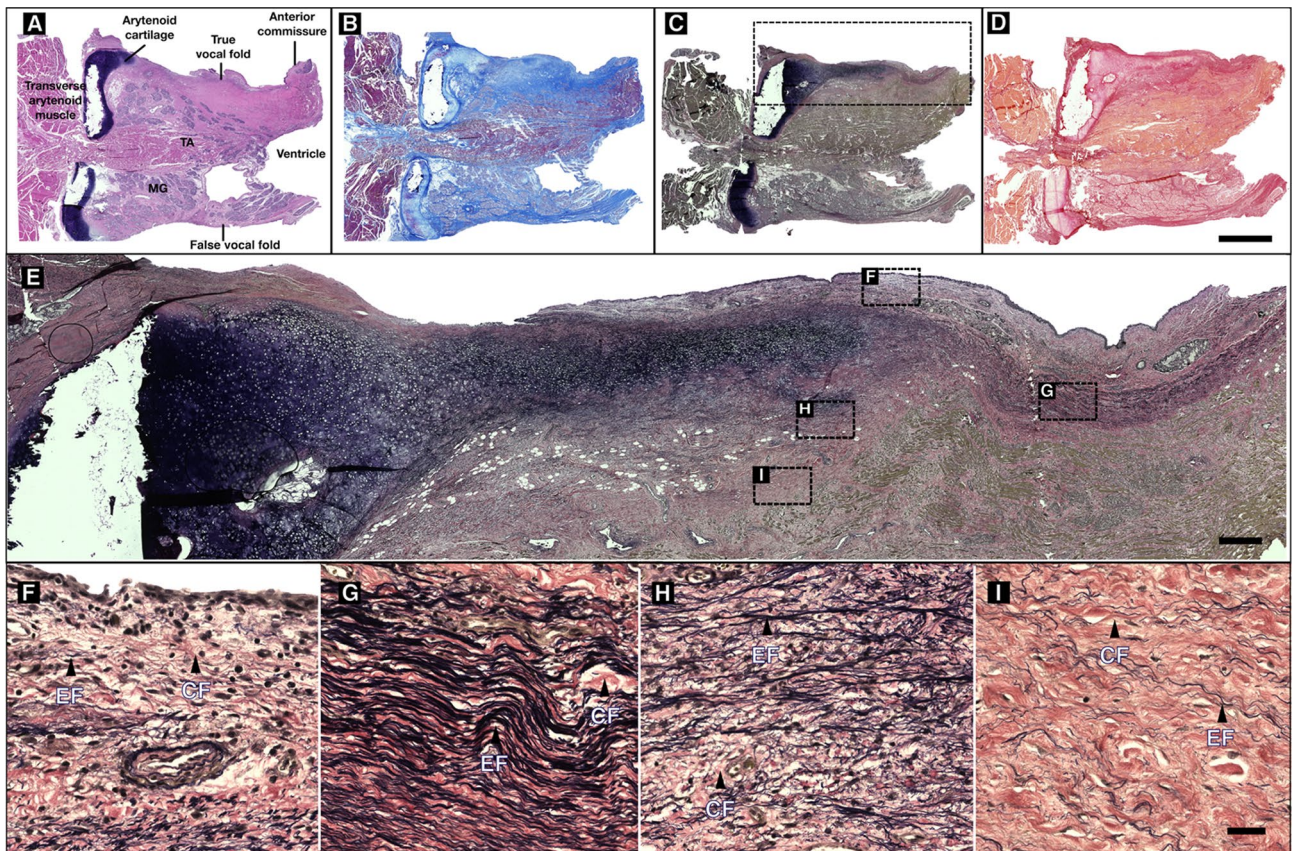 A
Arytenoid
cartilage
True
vocal fold
Anterior
commissure
Transverse
arytenoid
muscle
TA
Ventricle
MG
False vocal fold
B
C
D
E
F
G
H
I
F
EF
CF
G
CF
EF
H
EF
CF
I
CF
EF